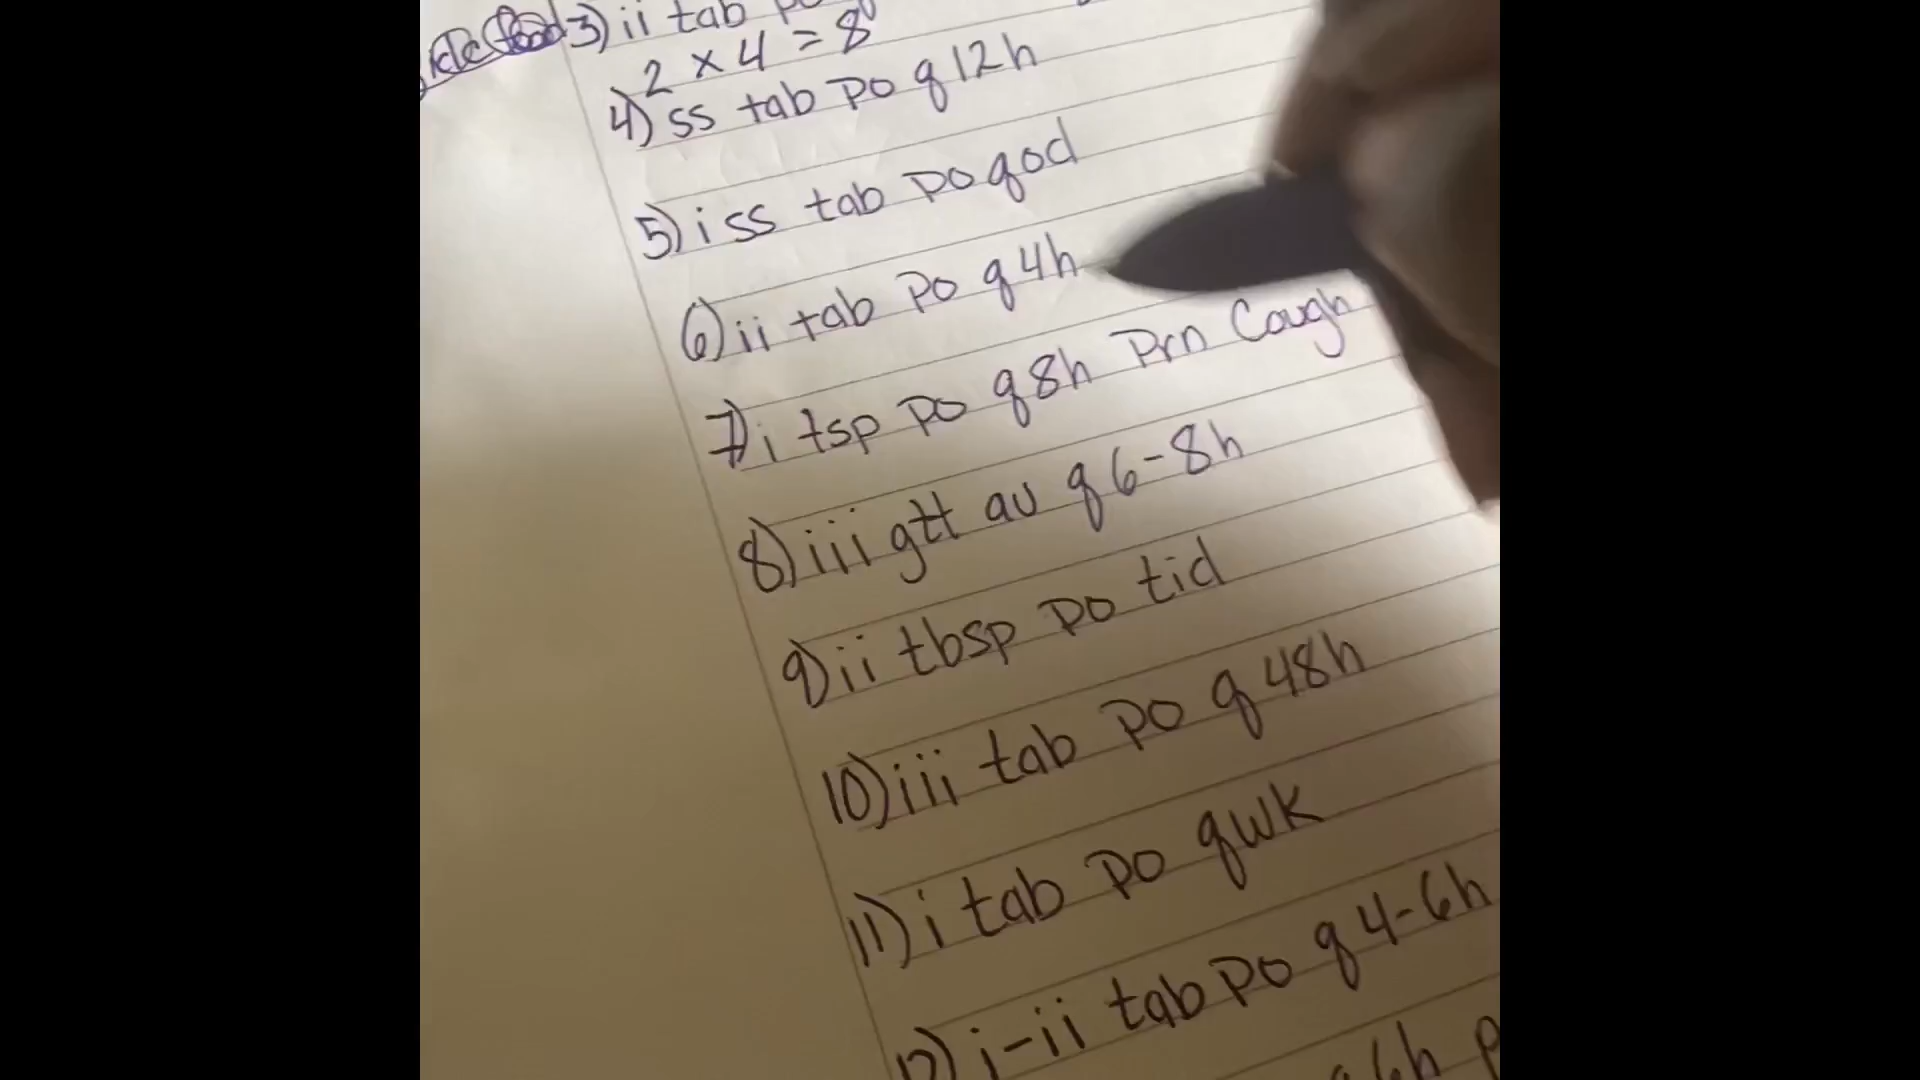 3) ii tab
2 x 4 = 8
4) ss tab po q12h
5) i ss tab po qod
6) ii tab po q4h
7) i tsp po q8h Prn Cough
8) iii gtt au q6-8h
9) ii tbsp po tid
10) iii tab po q48h
11) i tab po qwk
12) i-ii tab po q4-6h
6h